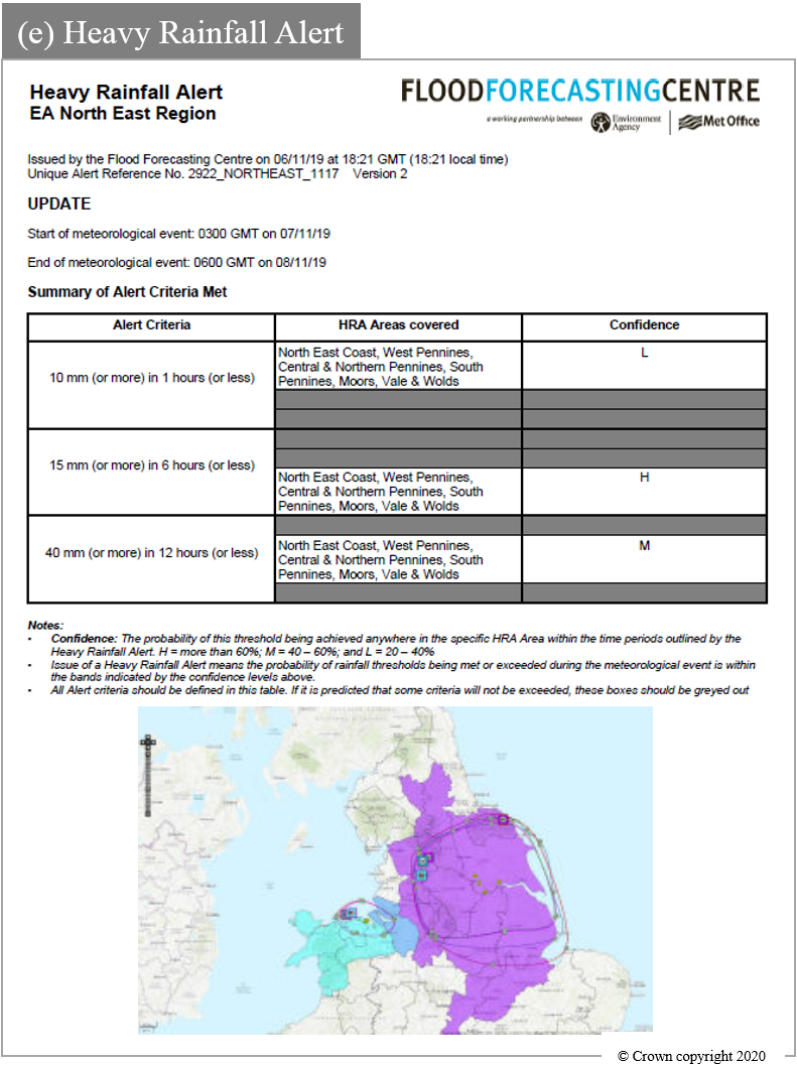 (e) Heavy Rainfall Alert
Heavy Rainfall Alert
EA North East Region
FLOODFORECASTINGCENTRE
a working partnership between
Environment
Agency
Met Office
Issued by the Flood Forecasting Centre on 06/11/19 at 18:21 GMT (18:21 local time)
Unique Alert Reference No. 2922_NORTHEAST_1117 Version 2
UPDATE
Start of meteorological event: 0300 GMT on 07/11/19
End of meteorological event: 0600 GMT on 08/11/19
Summary of Alert Criteria Met
Alert Criteria
HRA Areas covered
Confidence
10 mm (or more) in 1 hours (or less)
North East Coast, West Pennines,
Central & Northern Pennines, South
Pennines, Moors, Vale & Wolds
L
15 mm (or more) in 6 hours (or less)
North East Coast, West Pennines,
Central & Northern Pennines, South
Pennines, Moors, Vale & Wolds
H
40 mm (or more) in 12 hours (or less)
North East Coast, West Pennines,
Central & Northern Pennines, South
Pennines, Moors, Vale & Wolds
M
Notes:
• Confidence: The probability of this threshold being achieved anywhere in the specific HRA Area within the time periods outlined by the
Heavy Rainfall Alert. H = more than 60%; M = 40 – 60%; and L = 20 – 40%
• Issue of a Heavy Rainfall Alert means the probability of rainfall thresholds being met or exceeded during the meteorological event is within
the bands indicated by the confidence levels above.
• All Alert criteria should be defined in this table. If it is predicted that some criteria will not be exceeded, these boxes should be greyed out
© Crown copyright 2020